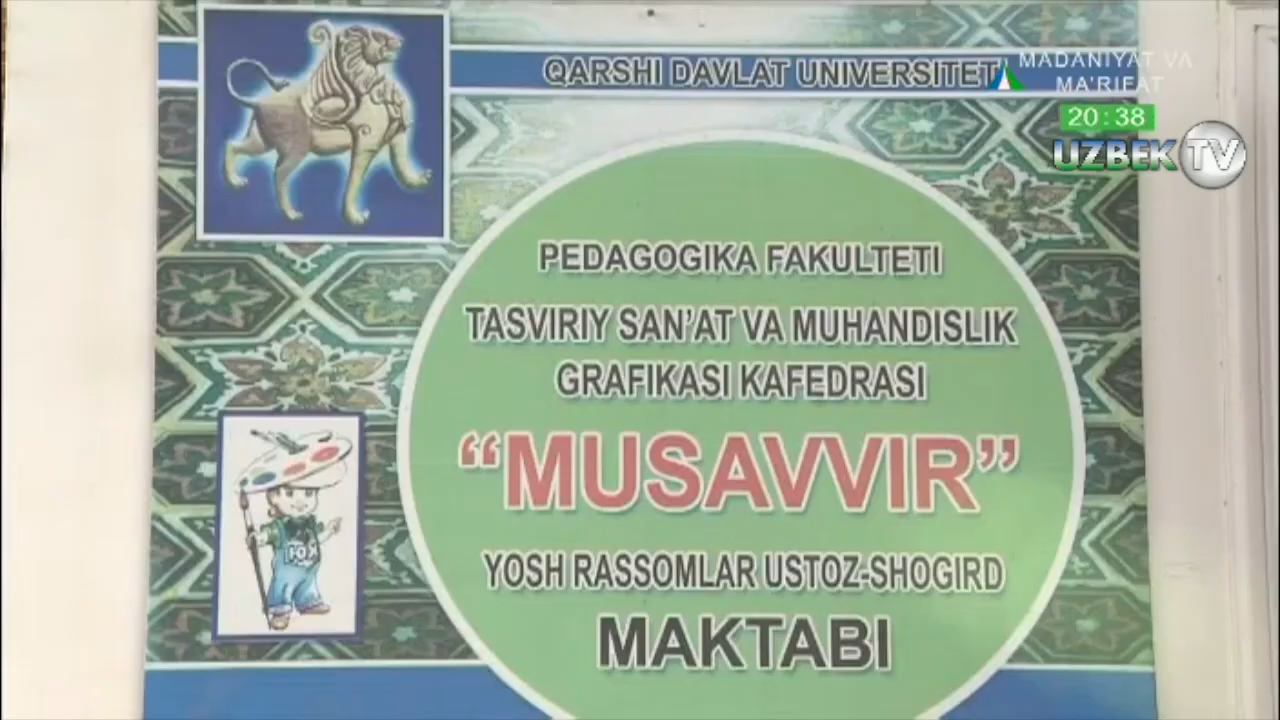 QARSHI DAVLAT UNIVERSITETI
MADANIYAT VA
MA'RIFAT
20:38
UZBEK TV
PEDAGOGIKA FAKULTETI
TASVIRIY SAN'AT VA MUHANDISLIK
GRAFIKASI KAFEDRASI
"MUSAVVIR"
YOSH RASSOMLAR USTOZ-SHOGIRD
MAKTABI